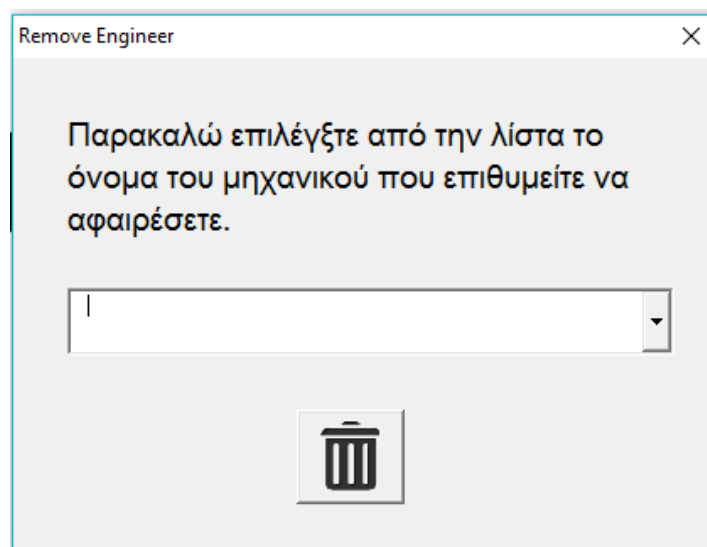 Remove Engineer
Παρακαλώ επιλέγξτε από την λίστα το
όνομα του μηχανικού που επιθυμείτε να
αφαιρέσετε.